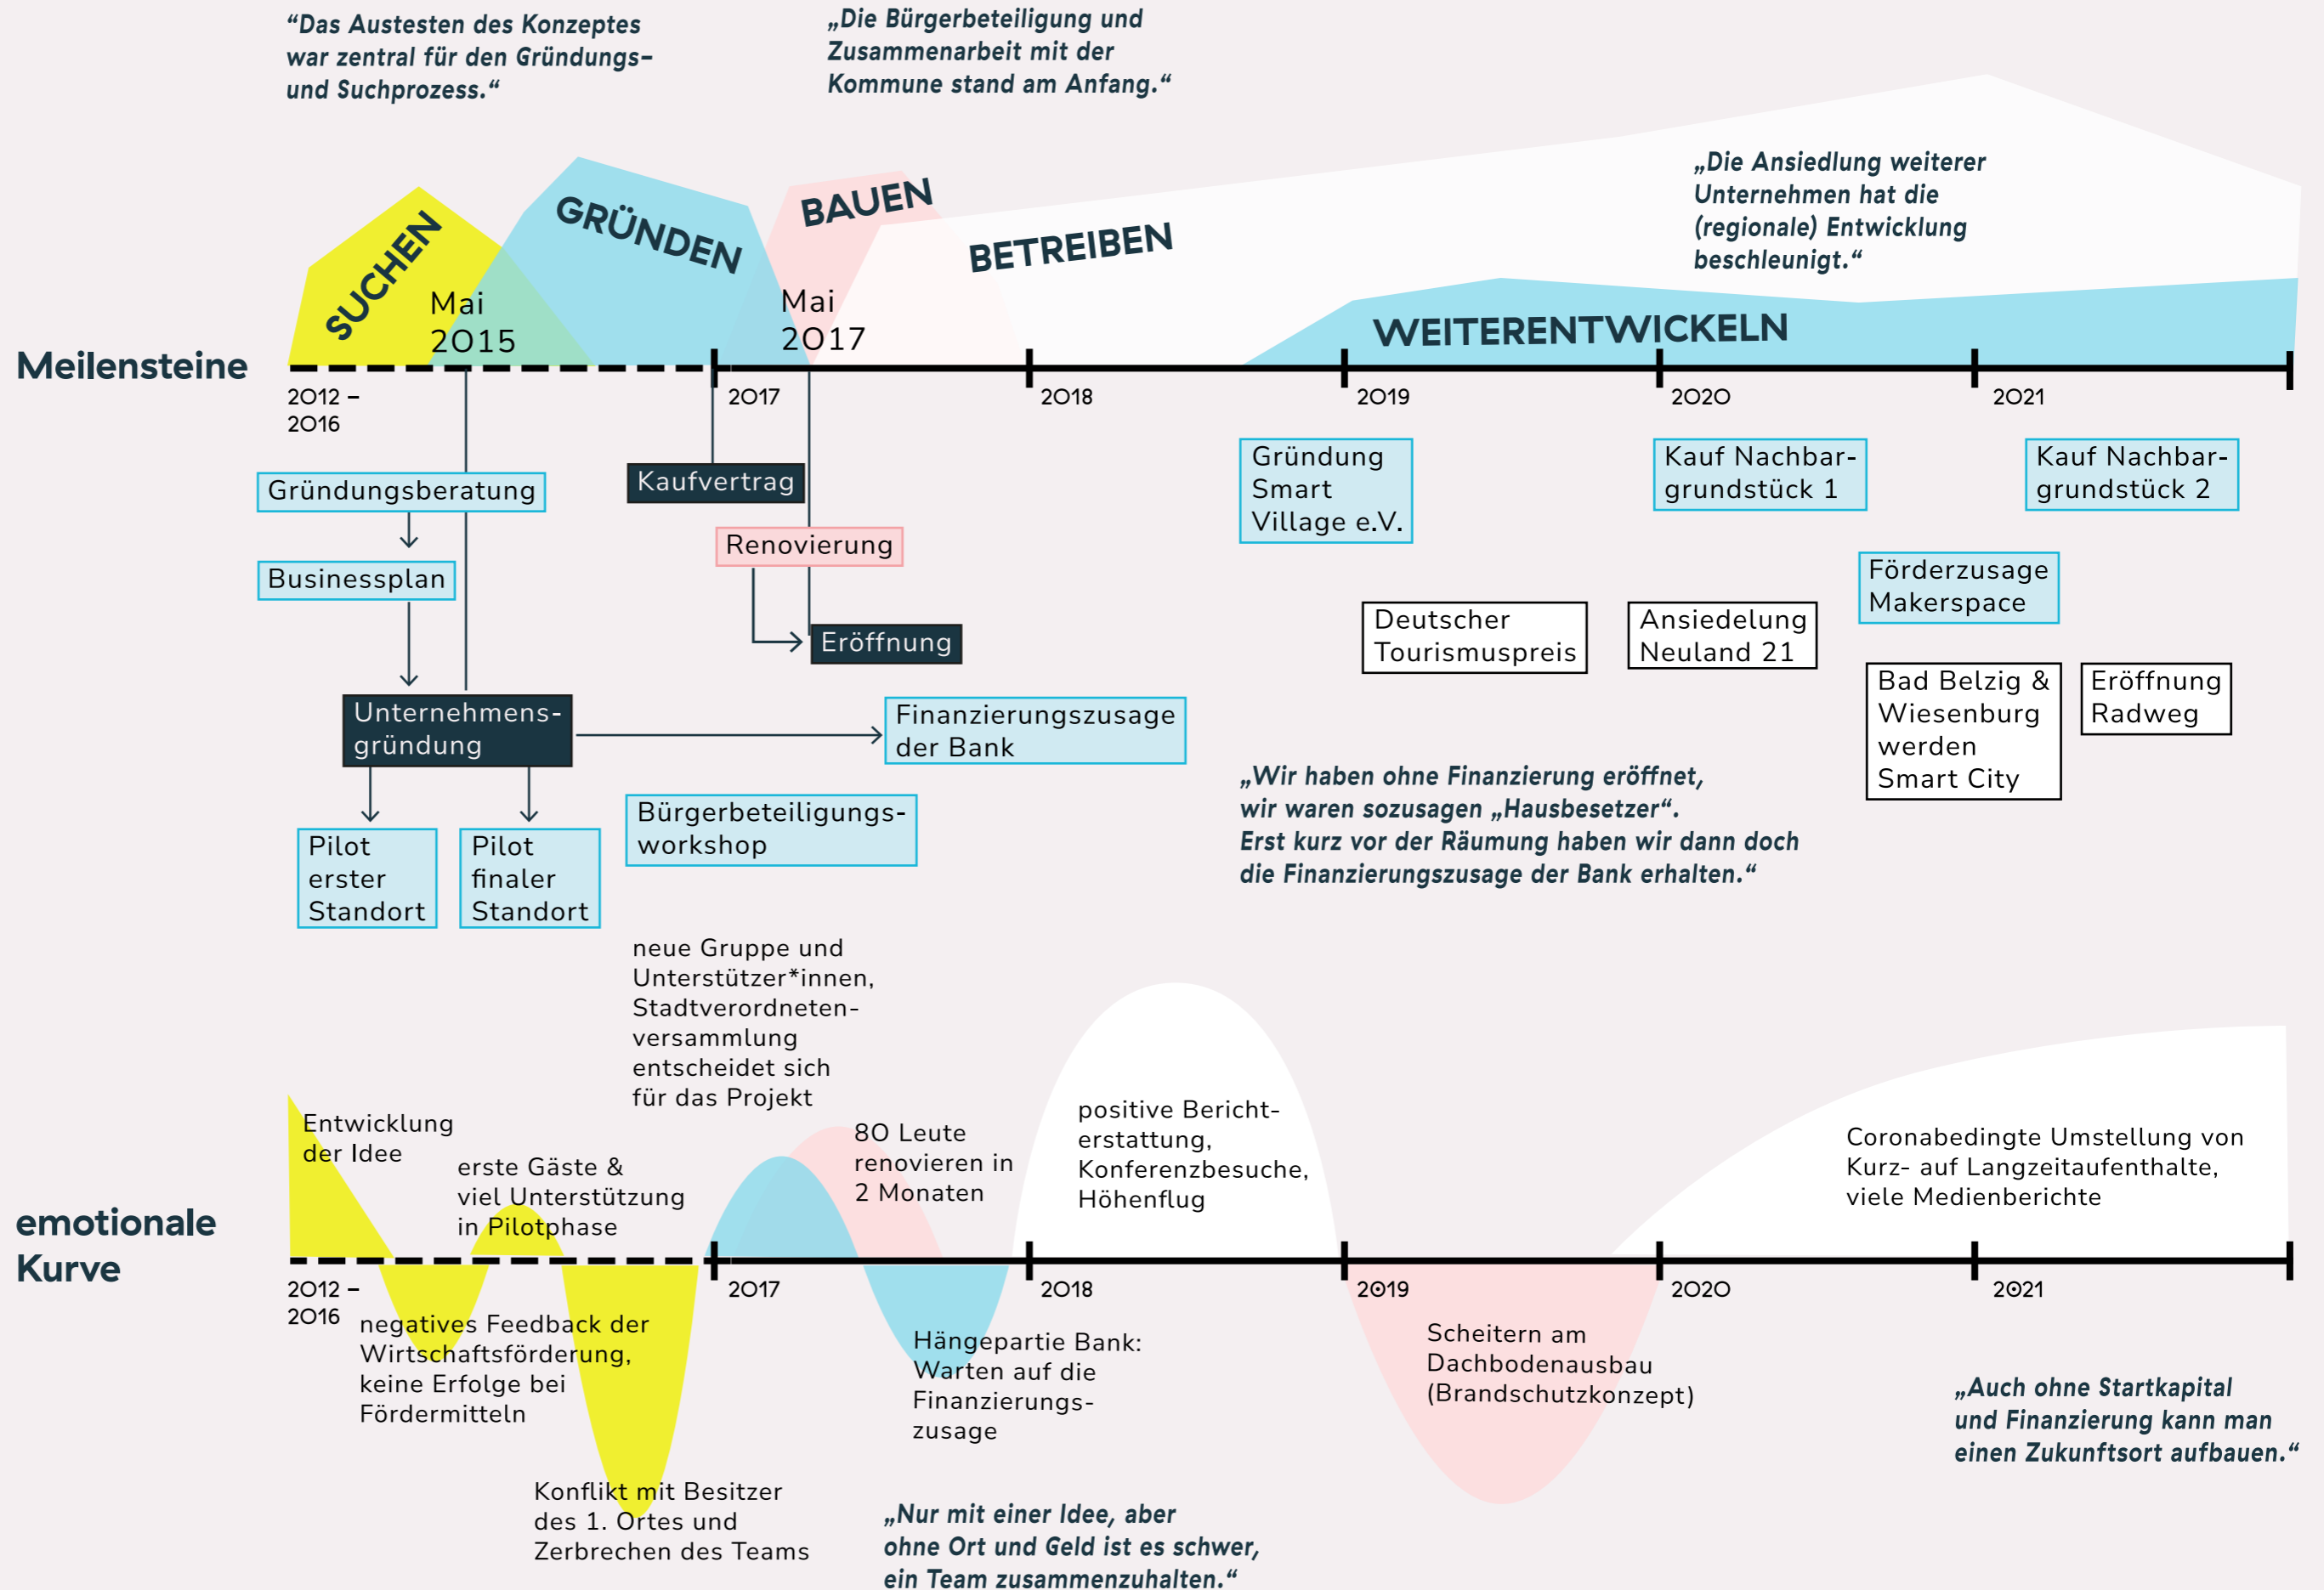 “Das Austesten des Konzeptes
war zentral für den Gründungs-
und Suchprozess.“
„Die Bürgerbeteiligung und
Zusammenarbeit mit der
Kommune stand am Anfang.“
„Die Ansiedlung weiterer
Unternehmen hat die
(regionale) Entwicklung
beschleunigt.“
SUCHEN
GRÜNDEN
BAUEN
BETREIBEN
WEITERENTWICKELN
Mai
2015
Mai
2017
Meilensteine
2012 –
2016
2017
2018
2019
2020
2021
Gründungsberatung
Businessplan
Unternehmens-
gründung
Pilot
erster
Standort
Pilot
finaler
Standort
Kaufvertrag
Renovierung
Eröffnung
Finanzierungszusage
der Bank
Bürgerbeteiligungs-
workshop
Gründung
Smart
Village e.V.
Deutscher
Tourismuspreis
Kauf Nachbar-
grundstück 1
Ansiedelung
Neuland 21
Förderzusage
Makerspace
Kauf Nachbar-
grundstück 2
Bad Belzig &
Wiesenburg
werden
Smart City
Eröffnung
Radweg
„Wir haben ohne Finanzierung eröffnet,
wir waren sozusagen „Hausbesetzer“.
Erst kurz vor der Räumung haben wir dann doch
die Finanzierungszusage der Bank erhalten.“
neue Gruppe und
Unterstützer*innen,
Stadtverordneten-
versammlung
entscheidet sich
für das Projekt
Entwicklung
der Idee
erste Gäste &
viel Unterstützung
in Pilotphase
80 Leute
renovieren in
2 Monaten
positive Bericht-
erstattung,
Konferenzbesuche,
Höhenflug
Coronabedingte Umstellung von
Kurz- auf Langzeitaufenthalte,
viele Medienberichte
emotionale
Kurve
2012 –
2016
2017
2018
2019
2020
2021
negatives Feedback der
Wirtschaftsförderung,
keine Erfolge bei
Fördermitteln
Konflikt mit Besitzer
des 1. Ortes und
Zerbrechen des Teams
Hängepartie Bank:
Warten auf die
Finanzierungs-
zusage
Scheitern am
Dachbodenausbau
(Brandschutzkonzept)
„Auch ohne Startkapital
und Finanzierung kann man
einen Zukunftsort aufbauen.“
„Nur mit einer Idee, aber
ohne Ort und Geld ist es schwer,
ein Team zusammenzuhalten.“